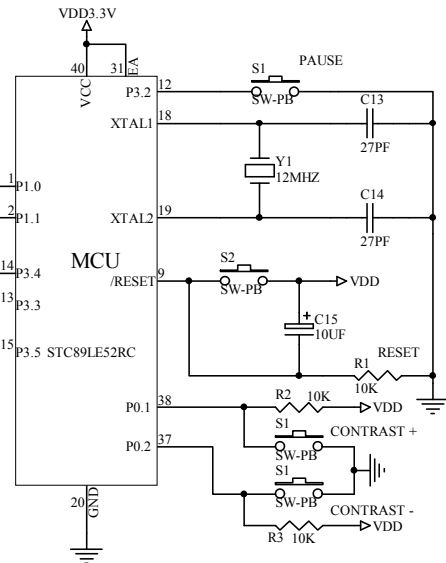 VDD3.3V
40
31
EA
VCC
12
P3.2
S1
PAUSE
SW-PB
18
XTAL1
C13
27PF
Y1
12MHZ
1
P1.0
2
P1.1
19
XTAL2
C14
27PF
14
P3.4
MCU
9
/RESET
S2
SW-PB
VDD
13
P3.3
C15
10UF
+
15
P3.5
STC89LE52RC
R1
RESET
10K
38
P0.1
R2
10K
VDD
S1
CONTRAST +
SW-PB
37
P0.2
S1
SW-PB
CONTRAST -
R3
10K
VDD
20
GND